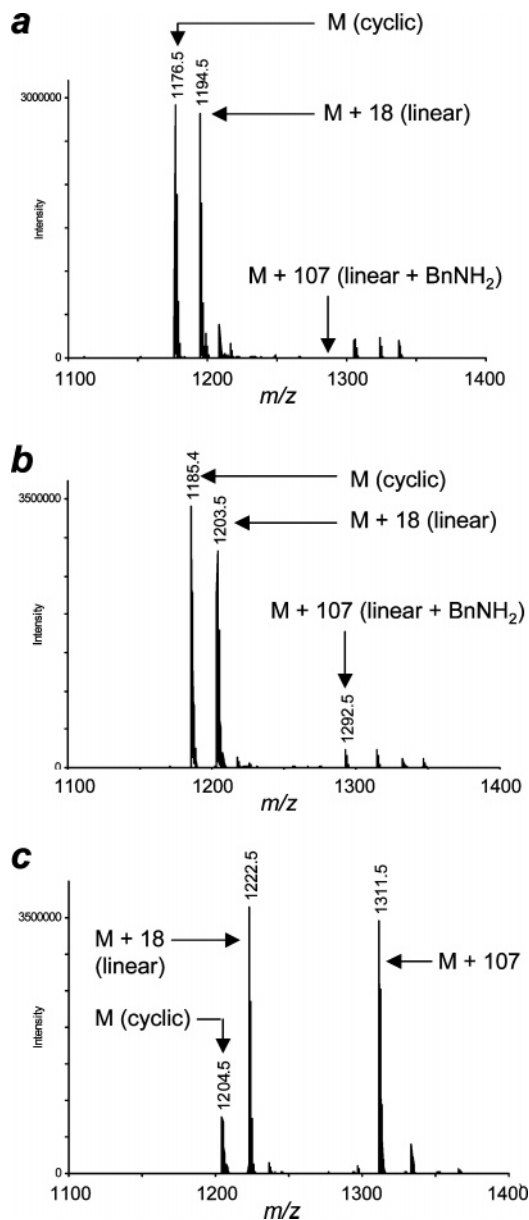 a
M (cyclic)
1176.5
1194.5
3000000
M + 18 (linear)
Intensity
M + 107 (linear + BnNH₂)
0
1100
1200
1300
1400
m/z
b
M (cyclic)
1185.4
1203.5
3500000
M + 18 (linear)
Intensity
M + 107 (linear + BnNH₂)
1292.5
0
1100
1200
1300
1400
m/z
c
1222.5
1311.5
3500000
M + 18
(linear)
M + 107
Intensity
M (cyclic)
1204.5
0
1100
1200
1300
1400
m/z